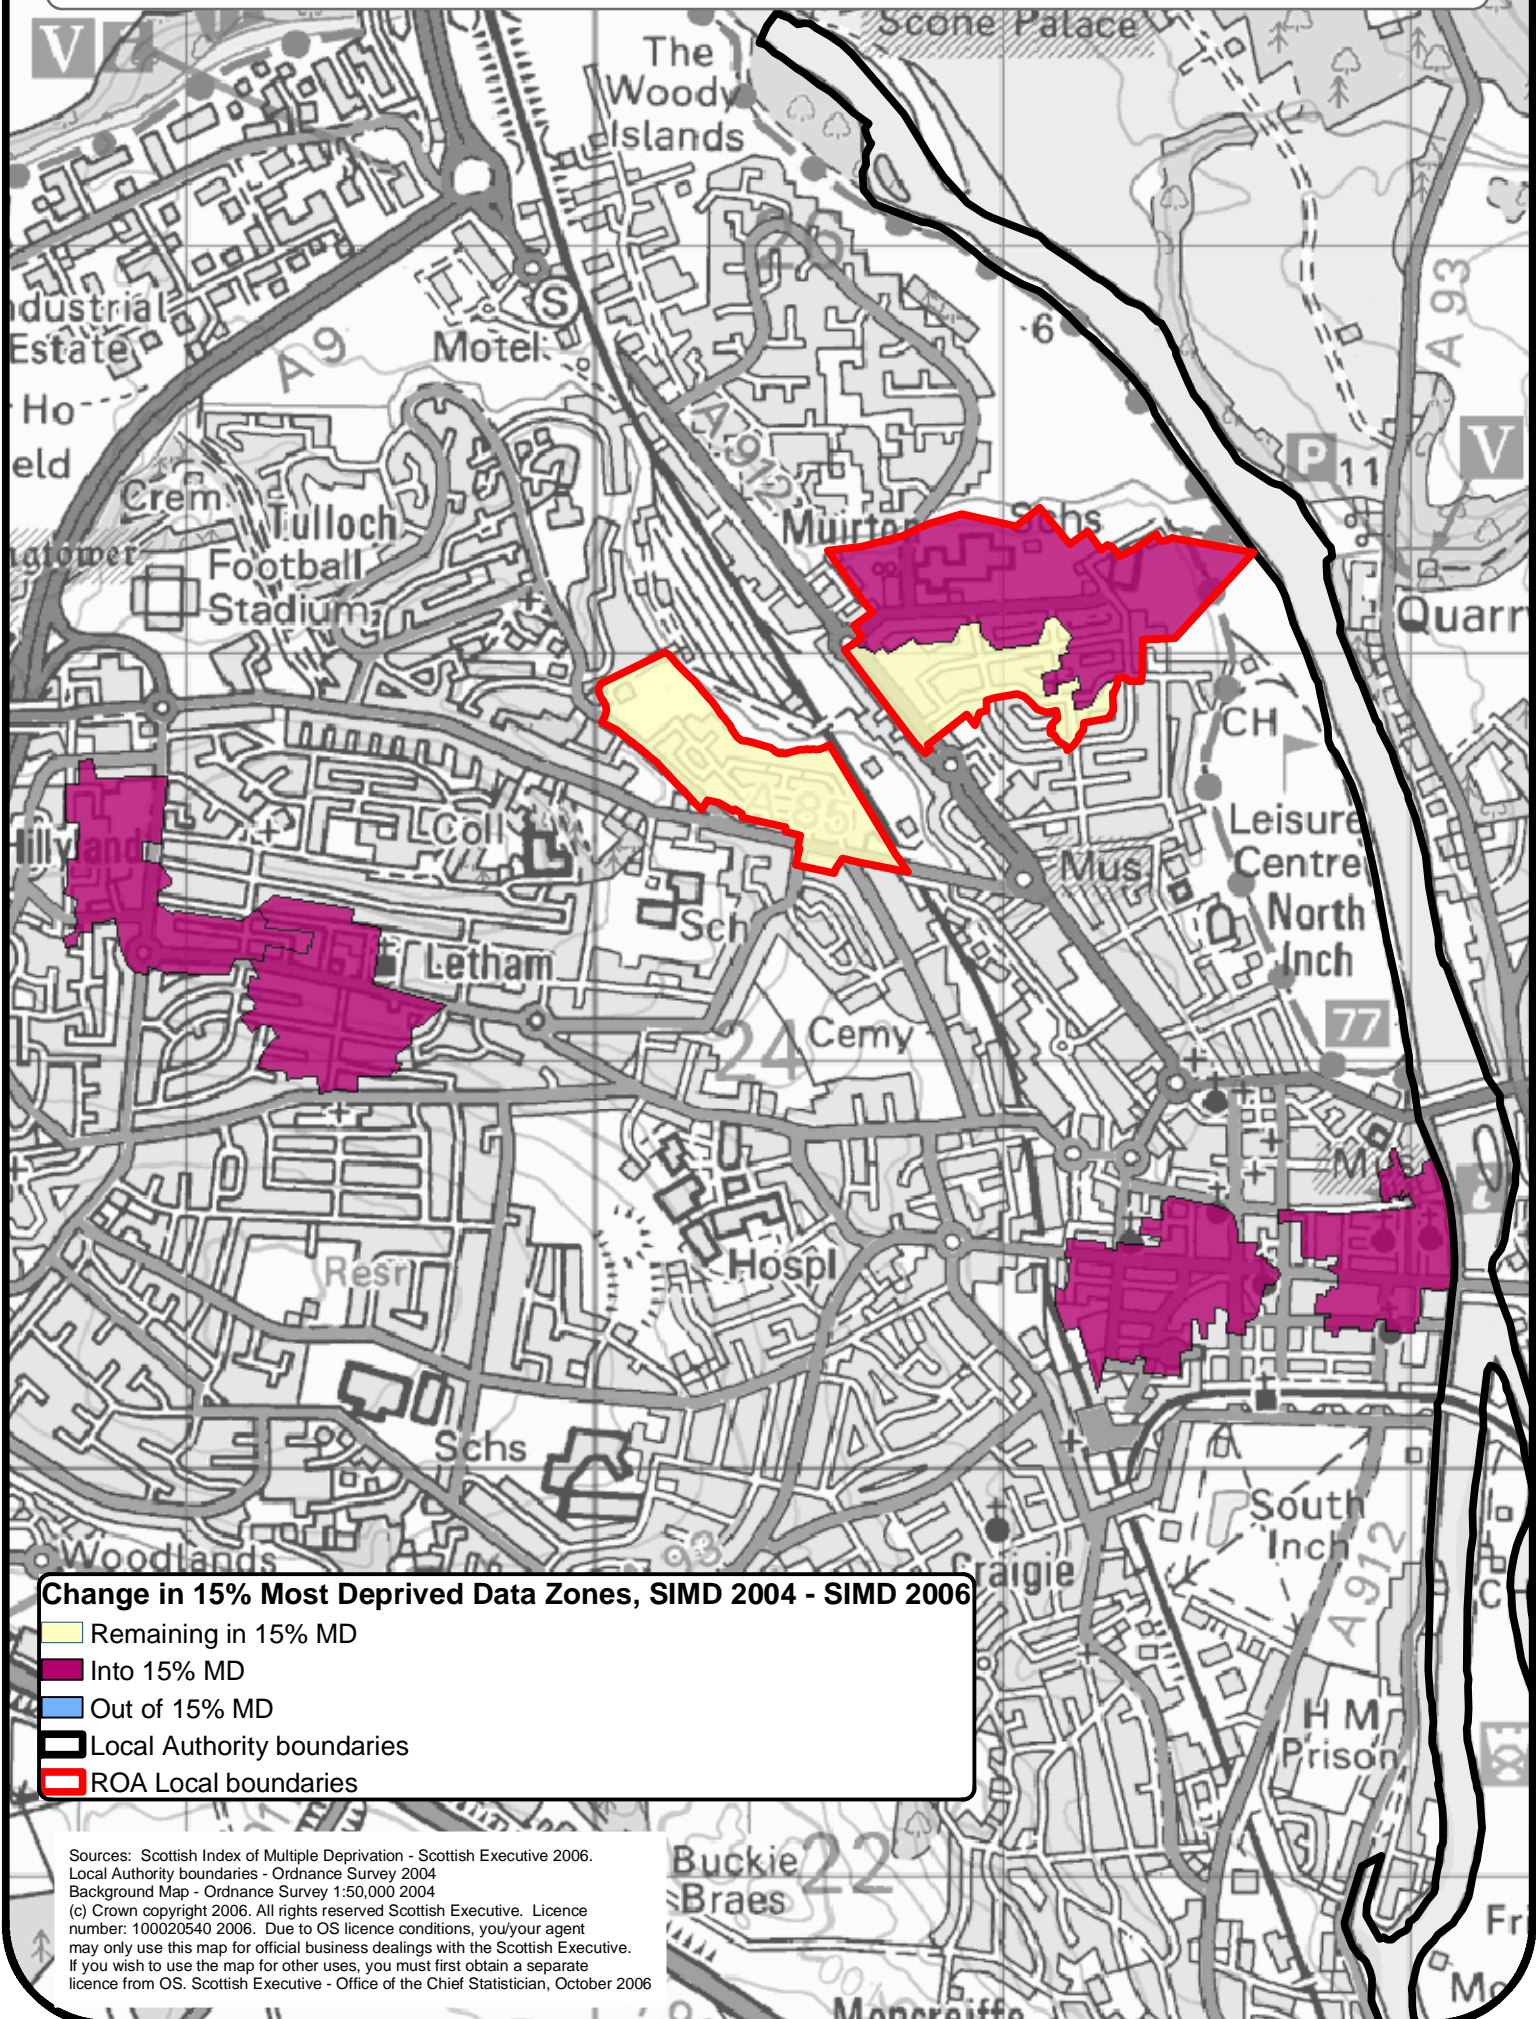 Scone Palace
V
The
Woody
Islands
25
A 93
S
Motel
A 9
Estate
-6
Ho
eld
A 912
P
11
V
Crem
Tulloch
Football
Stadium
Schs
Quarr
CH
A 85
Coll
Leisure
Centre
Mus
Sch
North
Inch
Letham
24
Cemy
77
Hospl
Resr
Schs
South
Inch
Woodlands
Craigie
A912
C
Change in 15% Most Deprived Data Zones, SIMD 2004 - SIMD 2006
Remaining in 15% MD
Into 15% MD
Out of 15% MD
Local Authority boundaries
ROA Local boundaries
H M
Prison
Sources: Scottish Index of Multiple Deprivation - Scottish Executive 2006.
Local Authority boundaries - Ordnance Survey 2004
Background Map - Ordnance Survey 1:50,000 2004
(c) Crown copyright 2006. All rights reserved Scottish Executive. Licence
number: 100020540 2006. Due to OS licence conditions, you/your agent
may only use this map for official business dealings with the Scottish Executive.
If you wish to use the map for other uses, you must first obtain a separate
licence from OS. Scottish Executive - Office of the Chief Statistician, October 2006
Buckie
Braes
22
Fri
Mo
Moncreiffe